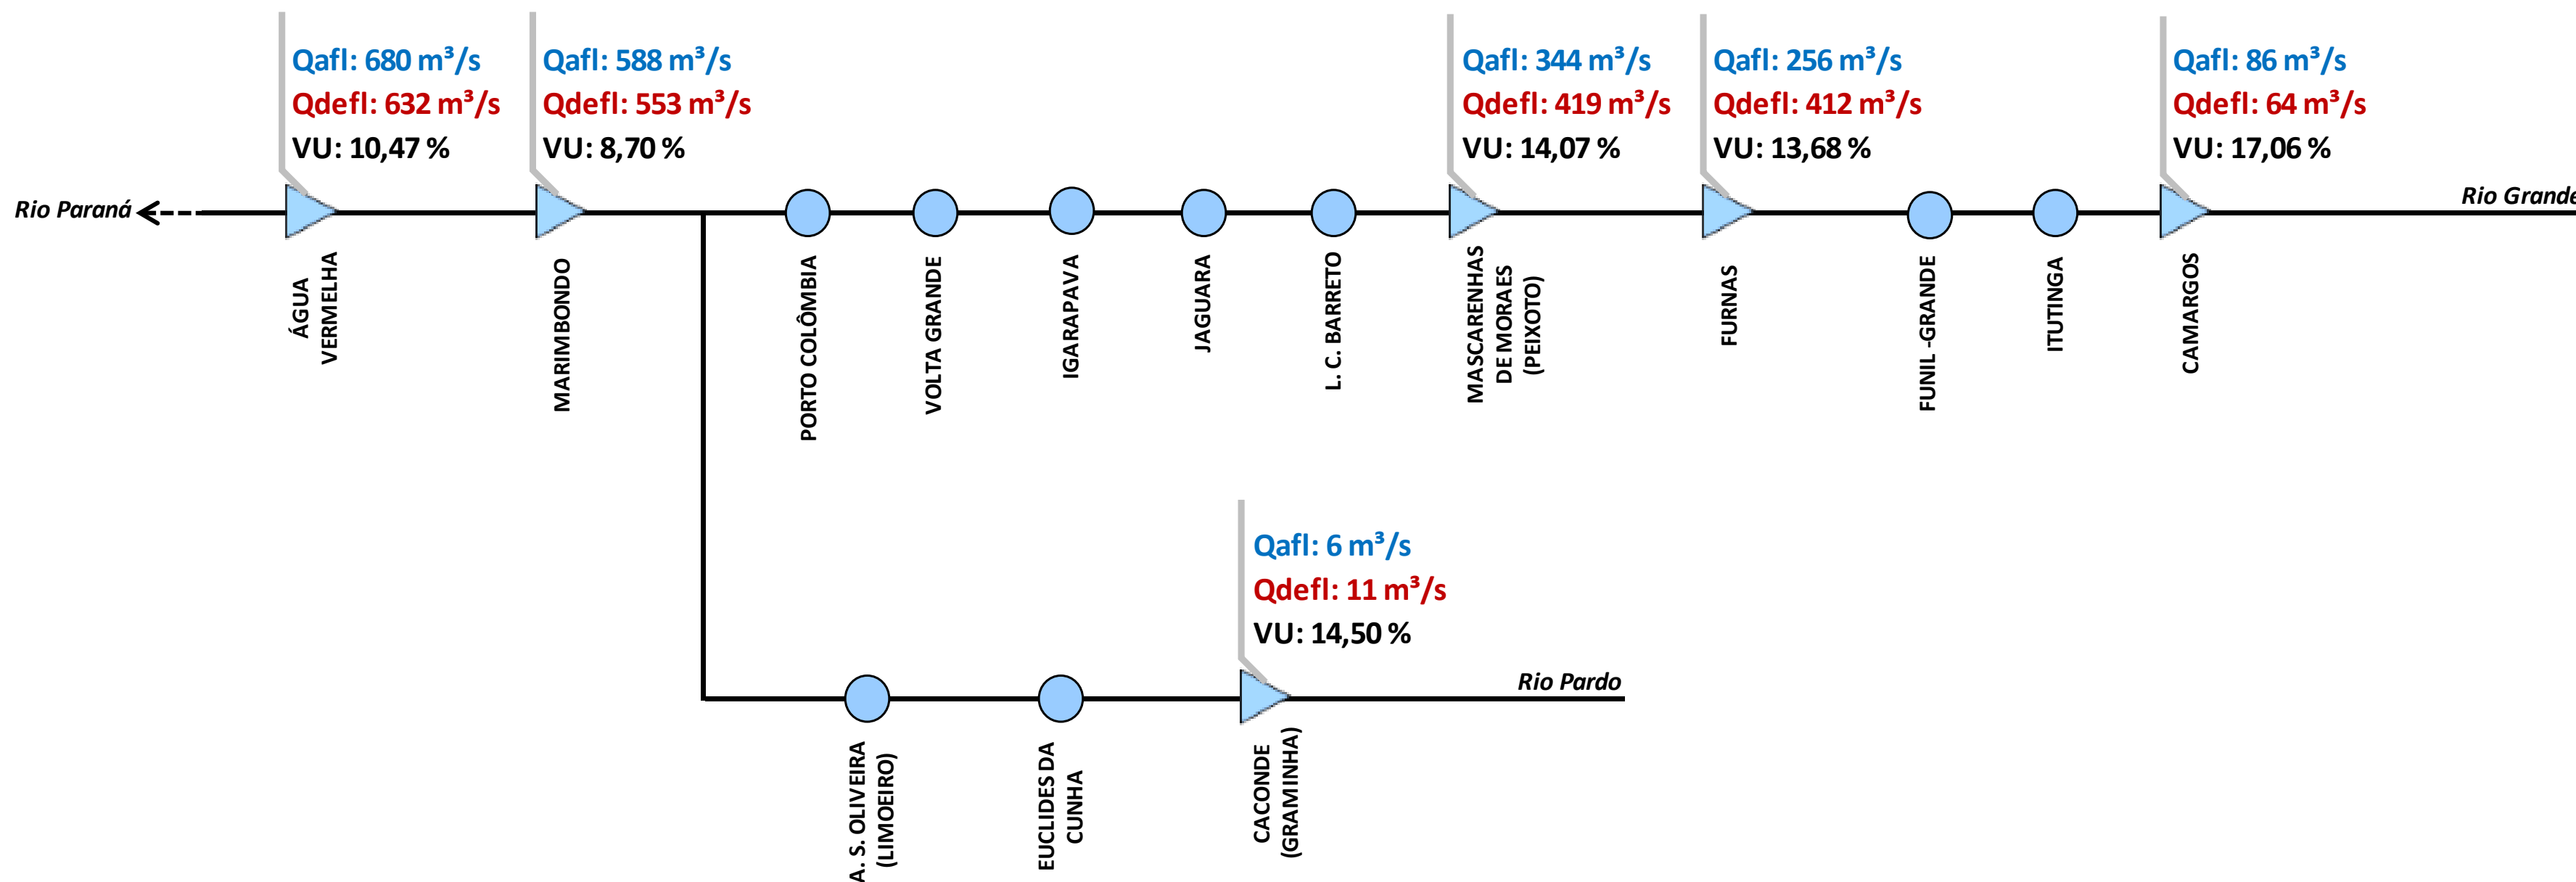 Qafl: 680 m³/s
Qdefl: 632 m³/s
VU: 10,47 %
Qafl: 588 m³/s
Qdefl: 553 m³/s
VU: 8,70 %
Qafl: 344 m³/s
Qdefl: 419 m³/s
VU: 14,07 %
Qafl: 256 m³/s
Qdefl: 412 m³/s
VU: 13,68 %
Qafl: 86 m³/s
Qdefl: 64 m³/s
VU: 17,06 %
Rio Paraná
Rio Grande
ÁGUA
VERMELHA
MARIMBONDO
PORTO COLÔMBIA
VOLTA GRANDE
IGARAPAVA
JAGUARA
L. C. BARRETO
MASCARENHAS
DE MORAES
(PEIXOTO)
FURNAS
FUNIL -GRANDE
ITUTINGA
CAMARGOS
Qafl: 6 m³/s
Qdefl: 11 m³/s
VU: 14,50 %
Rio Pardo
A. S. OLIVEIRA
(LIMOEIRO)
EUCLIDES DA
CUNHA
CACONDE
(GRAMINHA)